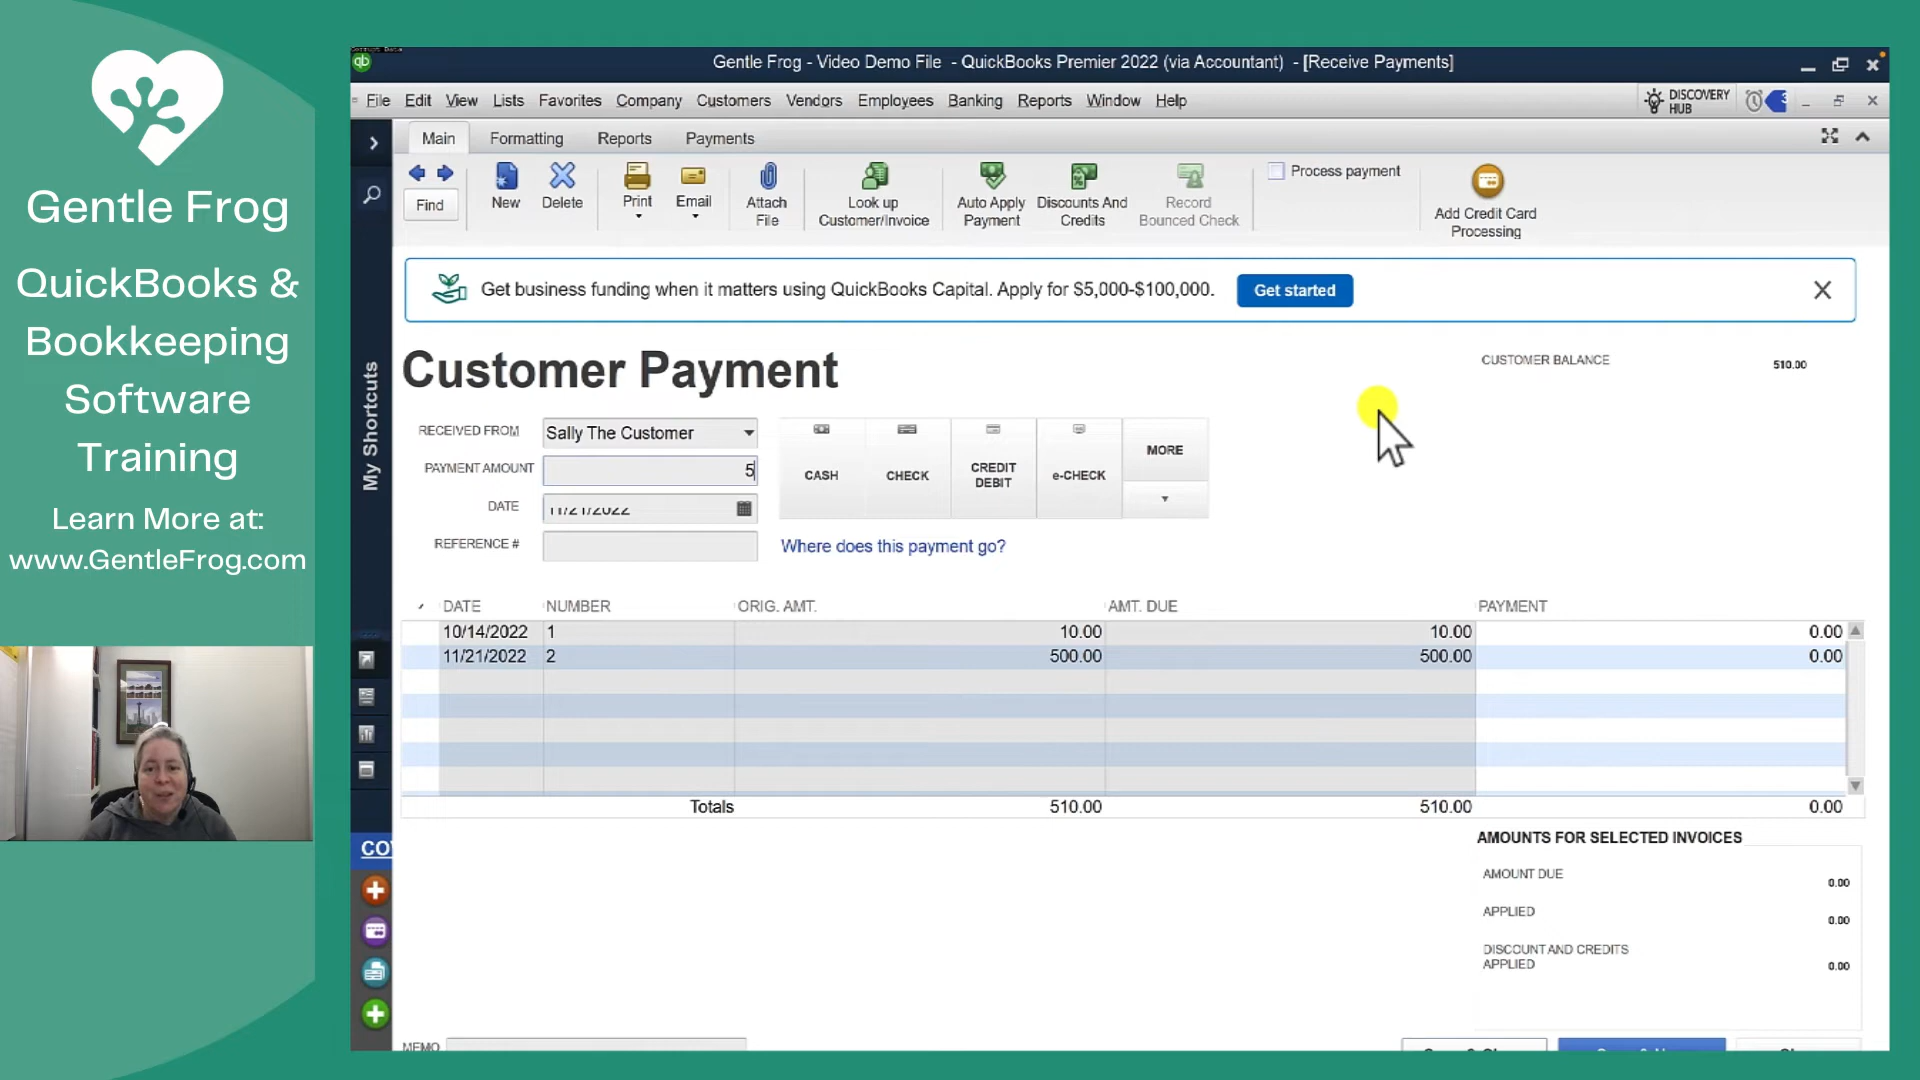 Gentle Frog
QuickBooks &
Bookkeeping
Software
Training
Learn More at:
www.GentleFrog.com
Gentle Frog - Video Demo File - QuickBooks Premier 2022 (via Accountant) - [Receive Payments]
File Edit View Lists Favorites Company Customers Vendors Employees Banking Reports Window Help
DISCOVERY
HUB
Main Formatting Reports Payments
Find
New
Delete
Print
Email
Attach
File
Look up
Customer/Invoice
Auto Apply
Payment
Discounts And
Credits
Record
Bounced Check
Process payment
Add Credit Card
Processing
My Shortcuts
Get business funding when it matters using QuickBooks Capital. Apply for $5,000-$100,000.
Get started
Customer Payment
CUSTOMER BALANCE 510.00
RECEIVED FROM Sally The Customer
PAYMENT AMOUNT 5
DATE 11/21/2022
REFERENCE #
CASH
CHECK
CREDIT
DEBIT
e-CHECK
MORE
Where does this payment go?
DATE NUMBER ORIG. AMT. AMT. DUE PAYMENT
10/14/2022 1 10.00 10.00 0.00
11/21/2022 2 500.00 500.00 0.00
Totals 510.00 510.00 0.00
AMOUNTS FOR SELECTED INVOICES
AMOUNT DUE 0.00
APPLIED 0.00
DISCOUNT AND CREDITS
APPLIED 0.00
MEMO